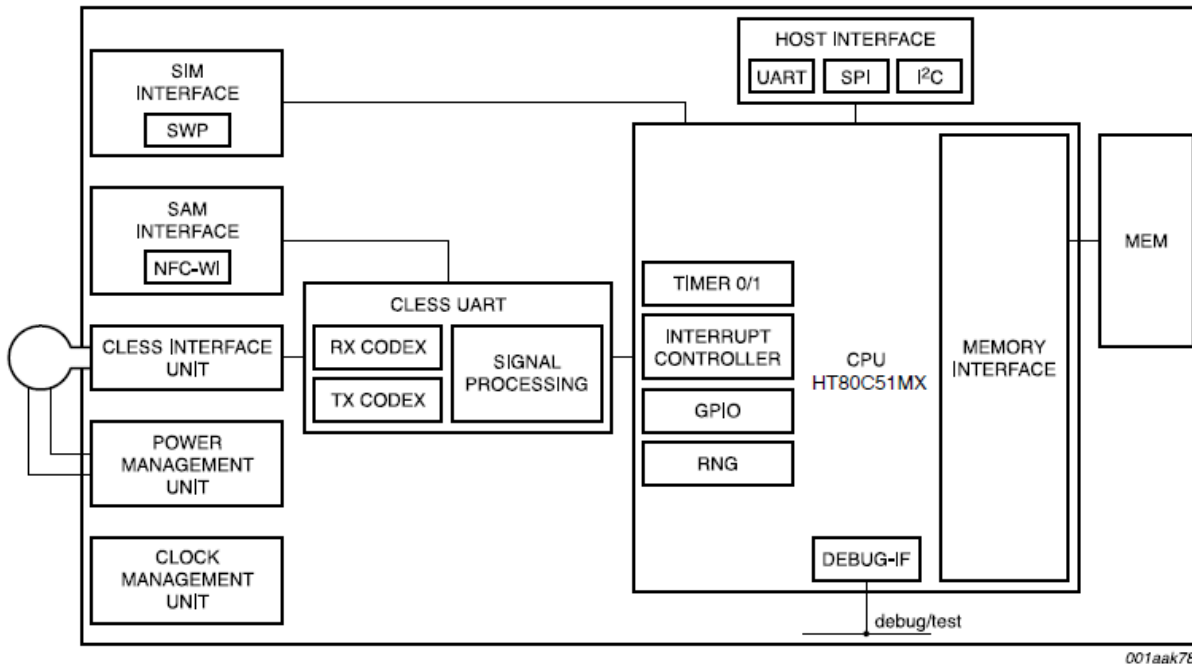 HOST INTERFACE
UART
SPI
I²C
SIM
INTERFACE
SWP
SAM
INTERFACE
NFC-WI
MEM
CLESS UART
RX CODEX
TX CODEX
SIGNAL
PROCESSING
CLESS INTERFACE
UNIT
TIMER 0/1
INTERRUPT
CONTROLLER
GPIO
RNG
CPU
HT80C51MX
MEMORY
INTERFACE
POWER
MANAGEMENT
UNIT
CLOCK
MANAGEMENT
UNIT
DEBUG-IF
debug/test
001aak78